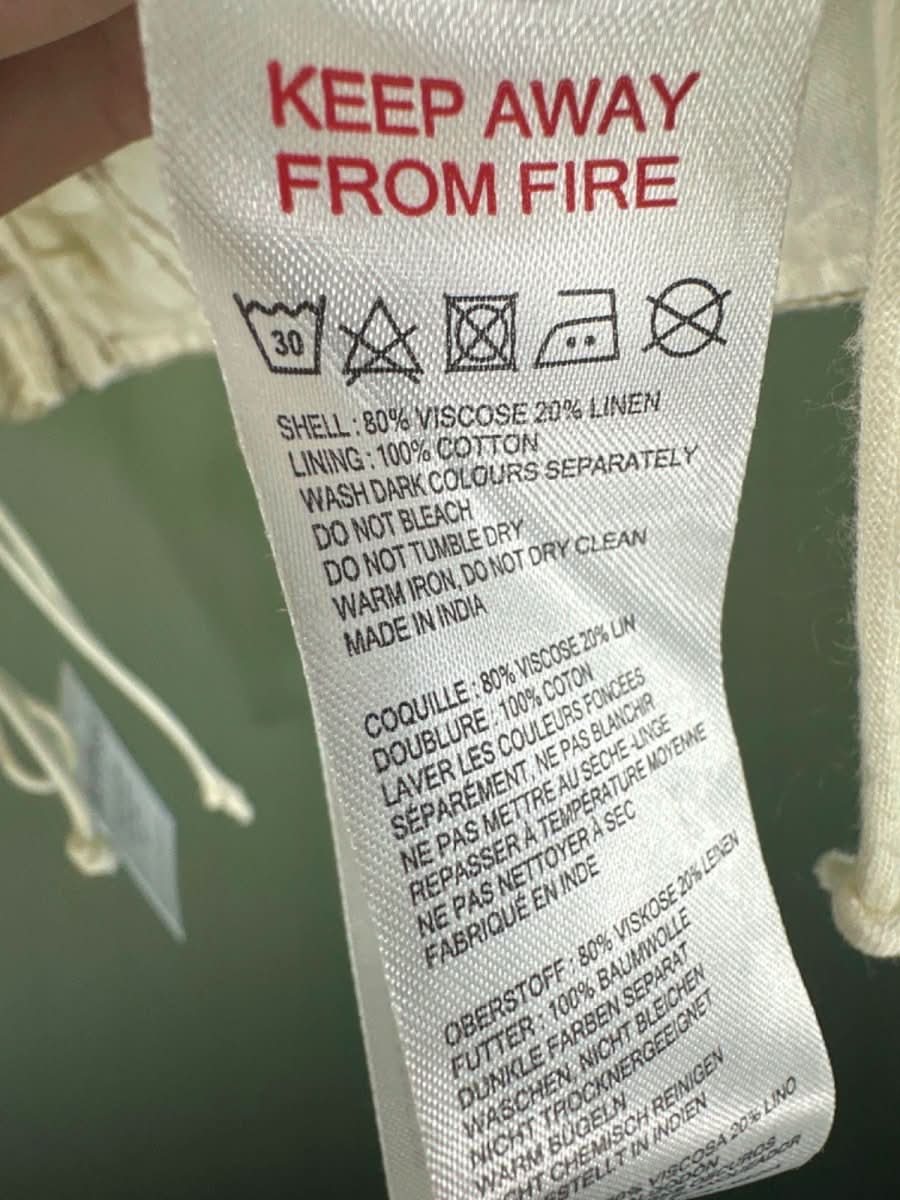 KEEP AWAY
FROM FIRE
30
SHELL : 80% VISCOSE 20% LINEN
LINING : 100% COTTON
WASH DARK COLOURS SEPARATELY
DO NOT BLEACH
DO NOT TUMBLE DRY
WARM IRON, DO NOT DRY CLEAN
MADE IN INDIA
COQUILLE : 80% VISCOSE 20% LIN
DOUBLURE : 100% COTON
LAVER LES COULEURS FONCÉES
SÉPARÉMENT, NE PAS BLANCHIR
NE PAS METTRE AU SÈCHE-LINGE
REPASSER À TEMPÉRATURE MOYENNE
NE PAS NETTOYER À SEC
FABRIQUÉ EN INDE
OBERSTOFF : 80% VISKOSE 20% LEINEN
FUTTER : 100% BAUMWOLLE
DUNKLE FARBEN SEPARAT
WASCHEN, NICHT BLEICHEN
NICHT TROCKNERGEEIGNET
WARM BÜGELN
CHEMISCH REINIGEN
IN INDIEN
VISCOSA 20% LINO